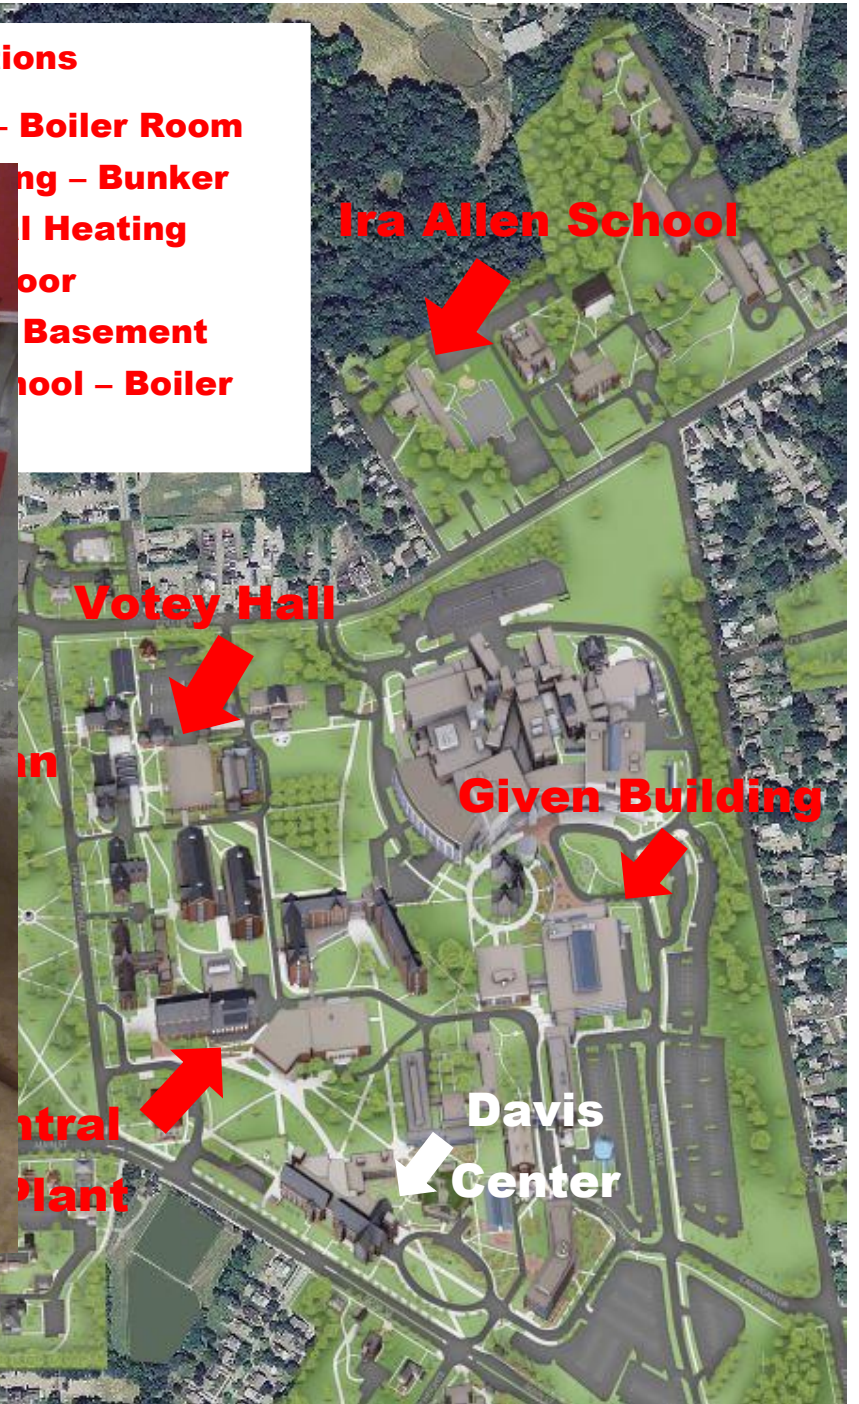 ions
– Boiler Room
ng – Bunker
l Heating
oor
Basement
hool – Boiler
Ira Allen School
Votey Hall
an
Given Building
Davis
Center
ntral
Plant